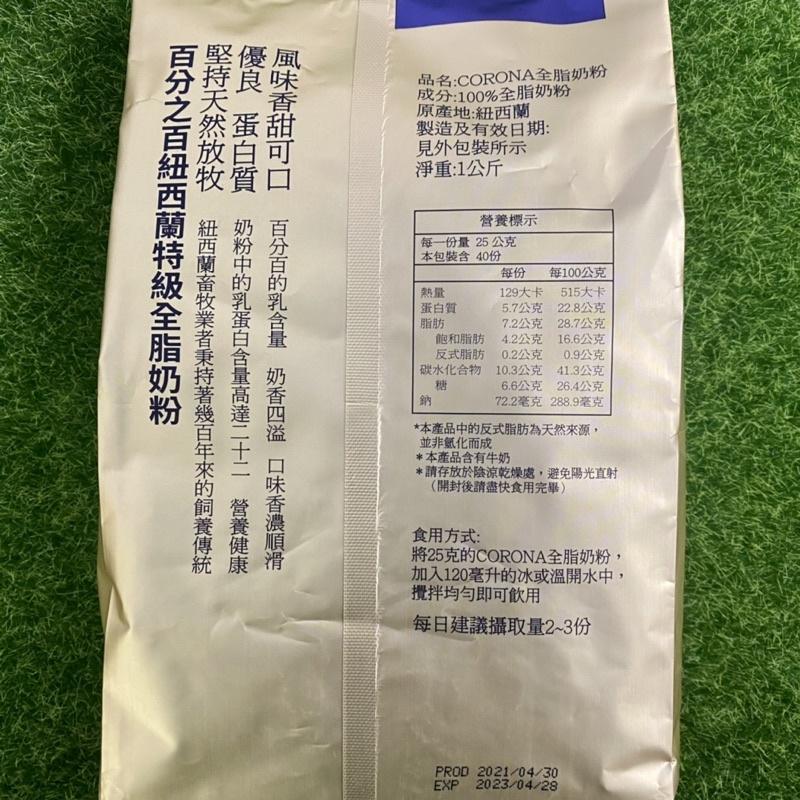 百分之百紐西蘭特級全脂奶粉
風味香甜可口
優良 蛋白質
堅持天然放牧
百分百的乳含量 奶香四溢 口味香濃順滑
奶粉中的乳蛋白含量高達二十二 營養健康
紐西蘭畜牧業者秉持著幾百年來的飼養傳統
品名:CORONA全脂奶粉
成分:100%全脂奶粉
原產地:紐西蘭
製造及有效日期:
見外包裝所示
淨重:1公斤
營養標示
每一份量 25 公克
本包裝含 40份
每份 每100公克
熱量 129大卡 515大卡
蛋白質 5.7公克 22.8公克
脂肪 7.2公克 28.7公克
飽和脂肪 4.2公克 16.6公克
反式脂肪 0.2公克 0.9公克
碳水化合物 10.3公克 41.3公克
糖 6.6公克 26.4公克
鈉 72.2毫克 288.9毫克
*本產品中的反式脂肪為天然來源，
並非氫化而成
*本產品含有牛奶
*請存放於陰涼乾燥處，避免陽光直射
（開封後請盡快食用完畢）
食用方式:
將25克的CORONA全脂奶粉，
加入120毫升的冰或溫開水中，
攪拌均勻即可飲用
每日建議攝取量2~3份
PROD 2021/04/30
EXP 2023/04/28